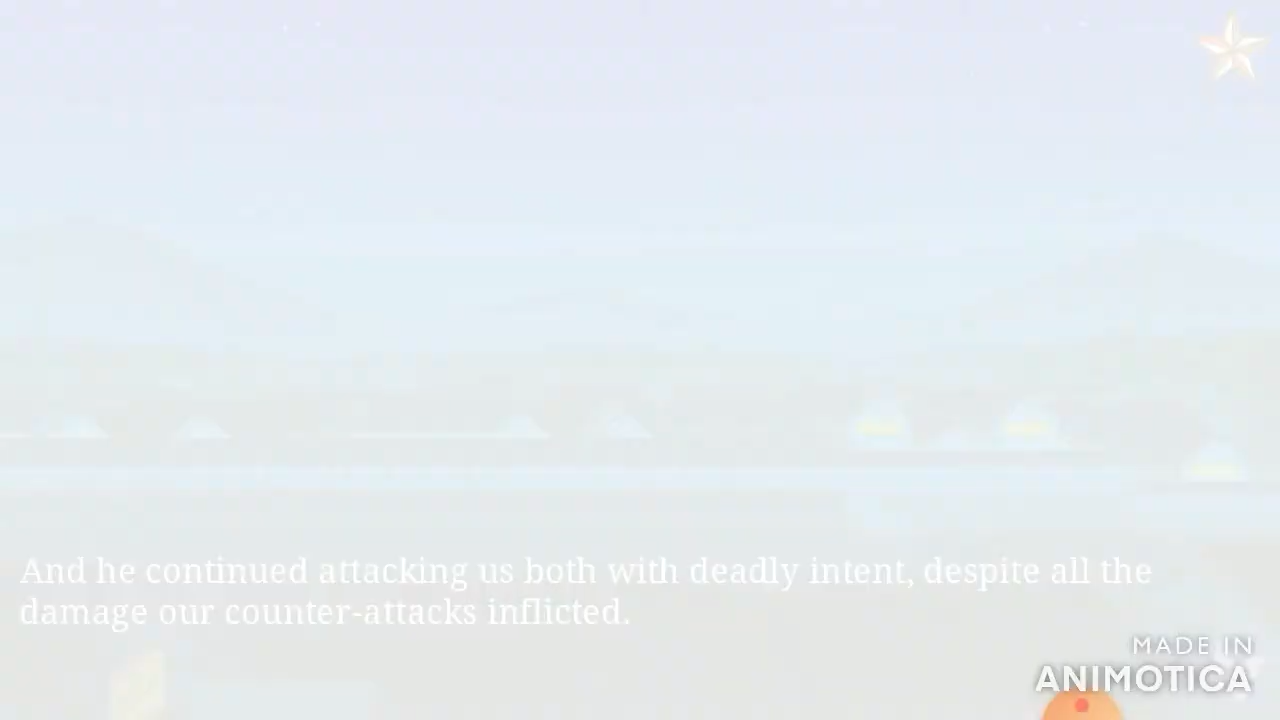 And he continued attacking us both with deadly intent, despite all the
damage our counter-attacks inflicted.
MADE IN
ANIMOTICA